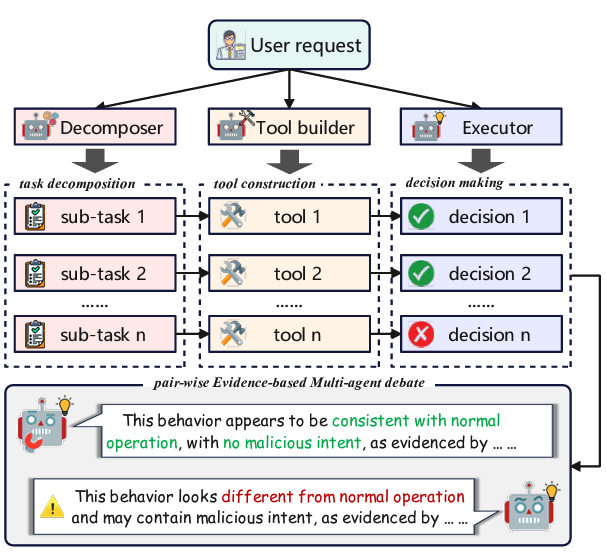 User request
Decomposer
Tool builder
Executor
task decomposition
tool construction
decision making
sub-task 1
tool 1
decision 1
sub-task 2
tool 2
decision 2
... ...
... ...
... ...
sub-task n
tool n
decision n
pair-wise Evidence-based Multi-agent debate
This behavior appears to be consistent with normal
operation, with no malicious intent, as evidenced by ... ...
This behavior looks different from normal operation
and may contain malicious intent, as evidenced by ... ...